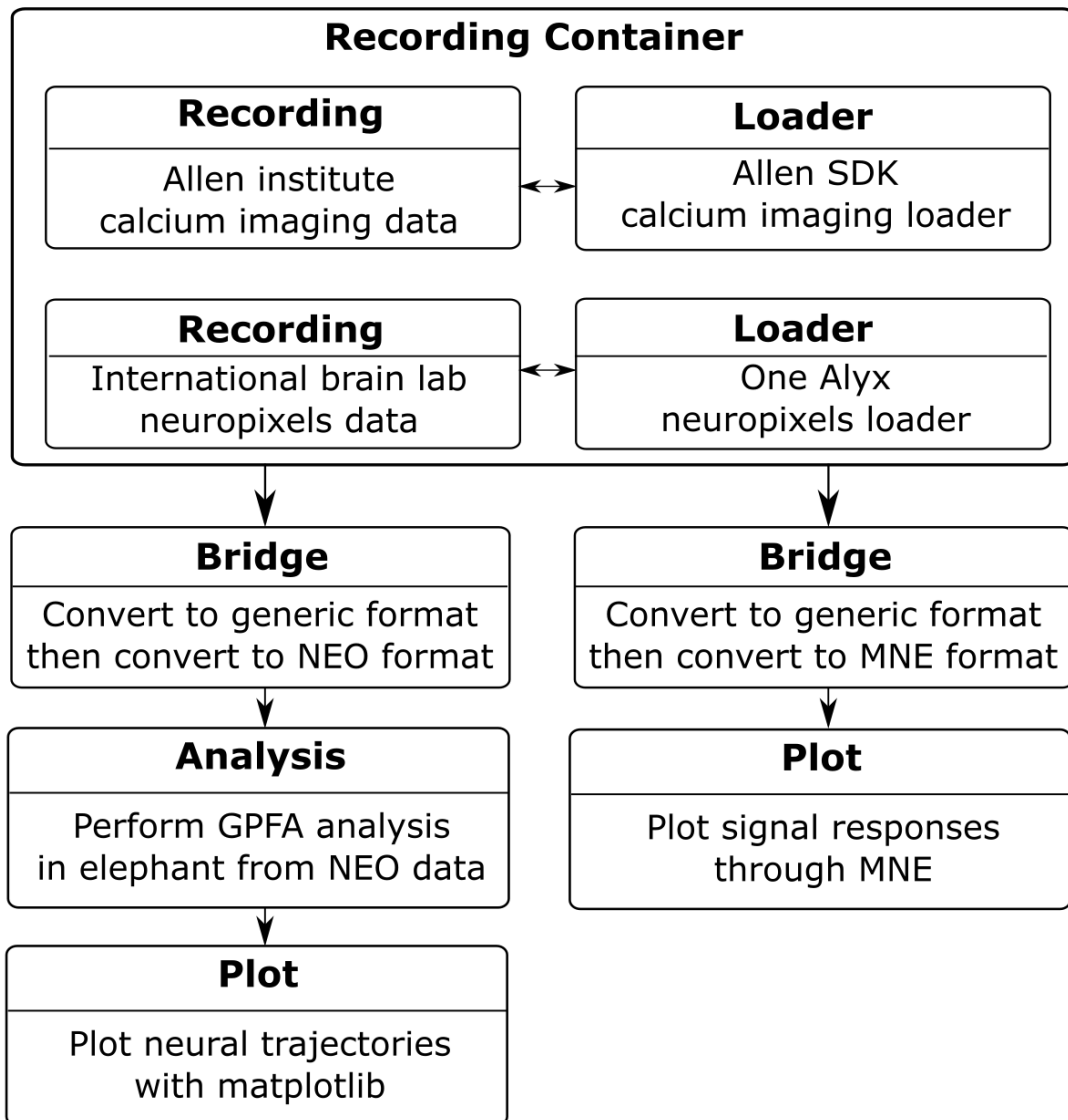 Recording Container
Recording
Allen institute
calcium imaging data
Loader
Allen SDK
calcium imaging loader
Recording
International brain lab
neuropixels data
Loader
One Alyx
neuropixels loader
Bridge
Convert to generic format
then convert to NEO format
Bridge
Convert to generic format
then convert to MNE format
Analysis
Perform GPFA analysis
in elephant from NEO data
Plot
Plot signal responses
through MNE
Plot
Plot neural trajectories
with matplotlib